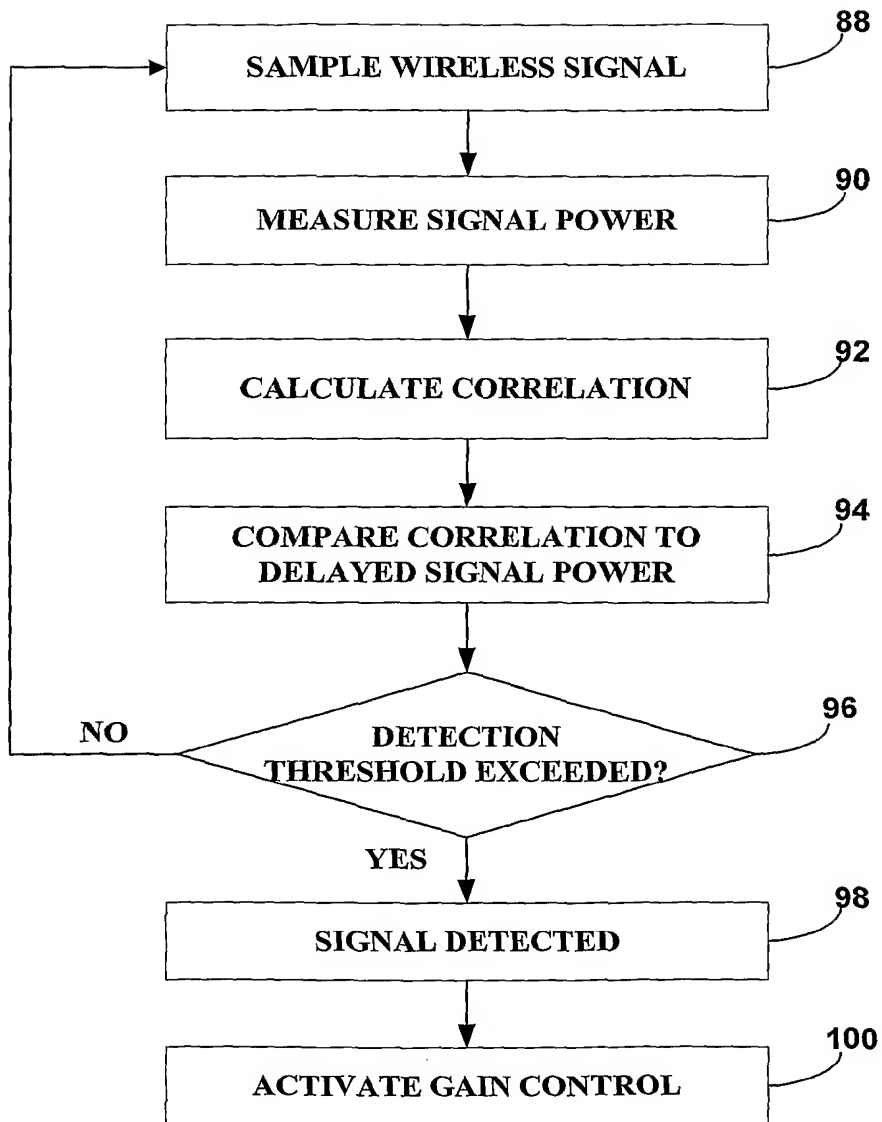 88
SAMPLE WIRELESS SIGNAL
90
MEASURE SIGNAL POWER
92
CALCULATE CORRELATION
94
COMPARE CORRELATION TO
DELAYED SIGNAL POWER
96
NO
DETECTION
THRESHOLD EXCEEDED?
YES
98
SIGNAL DETECTED
100
ACTIVATE GAIN CONTROL